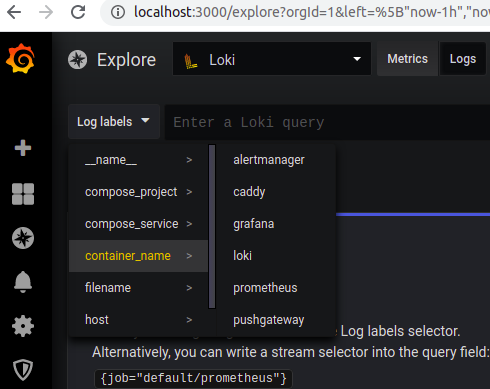 localhost:3000/explore?orgId=1&left=%5B"now-1h","nov
Explore
Loki
Metrics
Logs
Log labels
Enter a Loki query
__name__ >
compose_project >
compose_service >
container_name >
filename >
host >
alertmanager
caddy
grafana
loki
prometheus
pushgateway
Log labels selector.
Alternatively, you can write a stream selector into the query field:
{job="default/prometheus"}